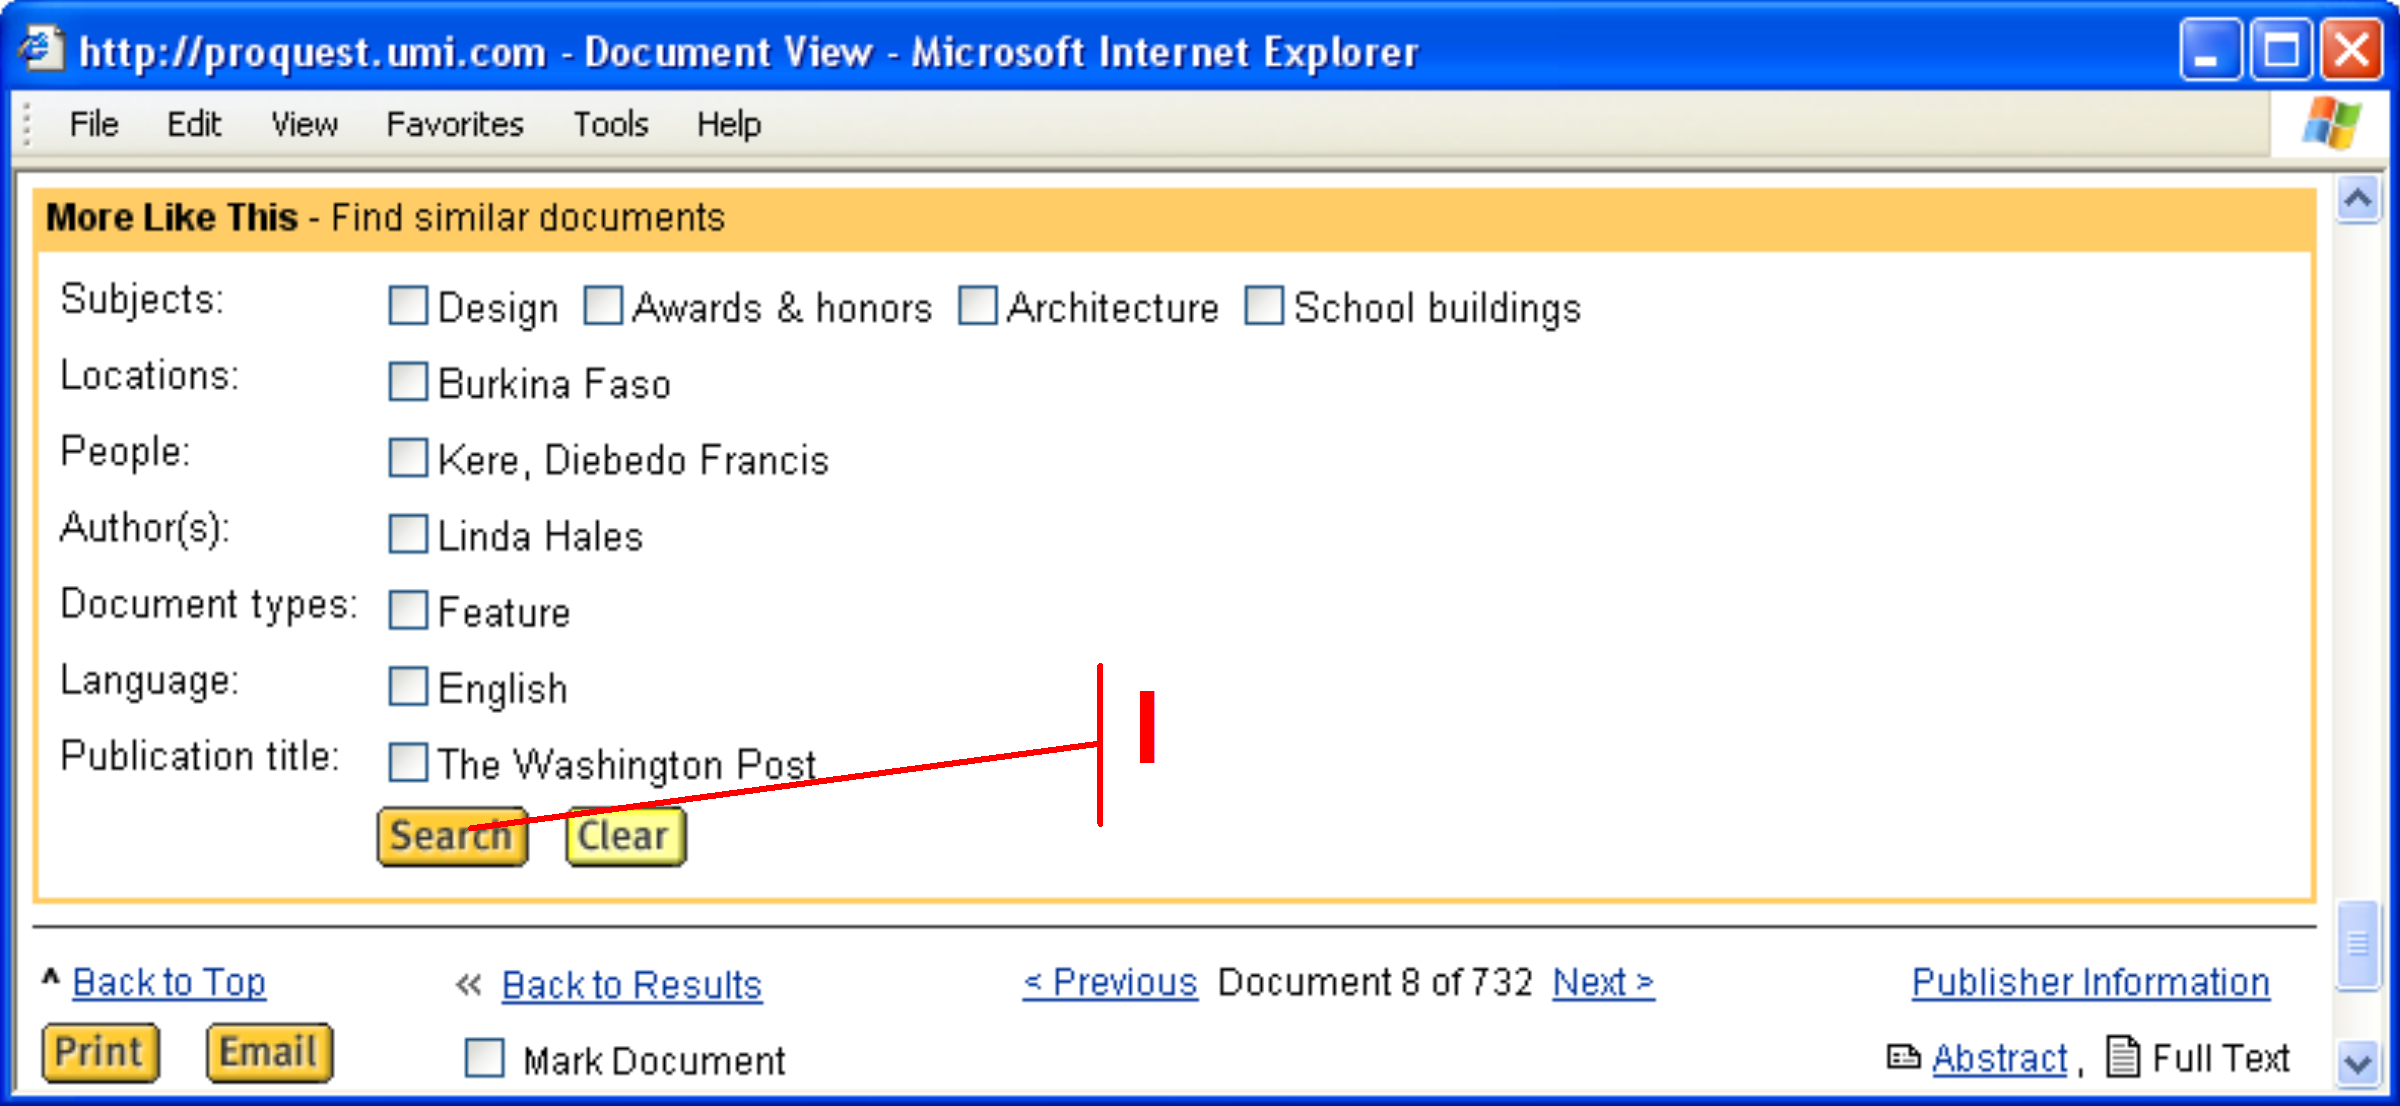 http://proquest.umi.com - Document View - Microsoft Internet Explorer
File Edit View Favorites Tools Help
More Like This - Find similar documents
Subjects: Design Awards & honors Architecture School buildings
Locations: Burkina Faso
People: Kere, Diebedo Francis
Author(s): Linda Hales
Document types: Feature
Language: English
Publication title: The Washington Post
Search Clear
I
^ Back to Top « Back to Results < Previous Document 8 of 732 Next > Publisher Information
Print Email Mark Document Abstract , Full Text